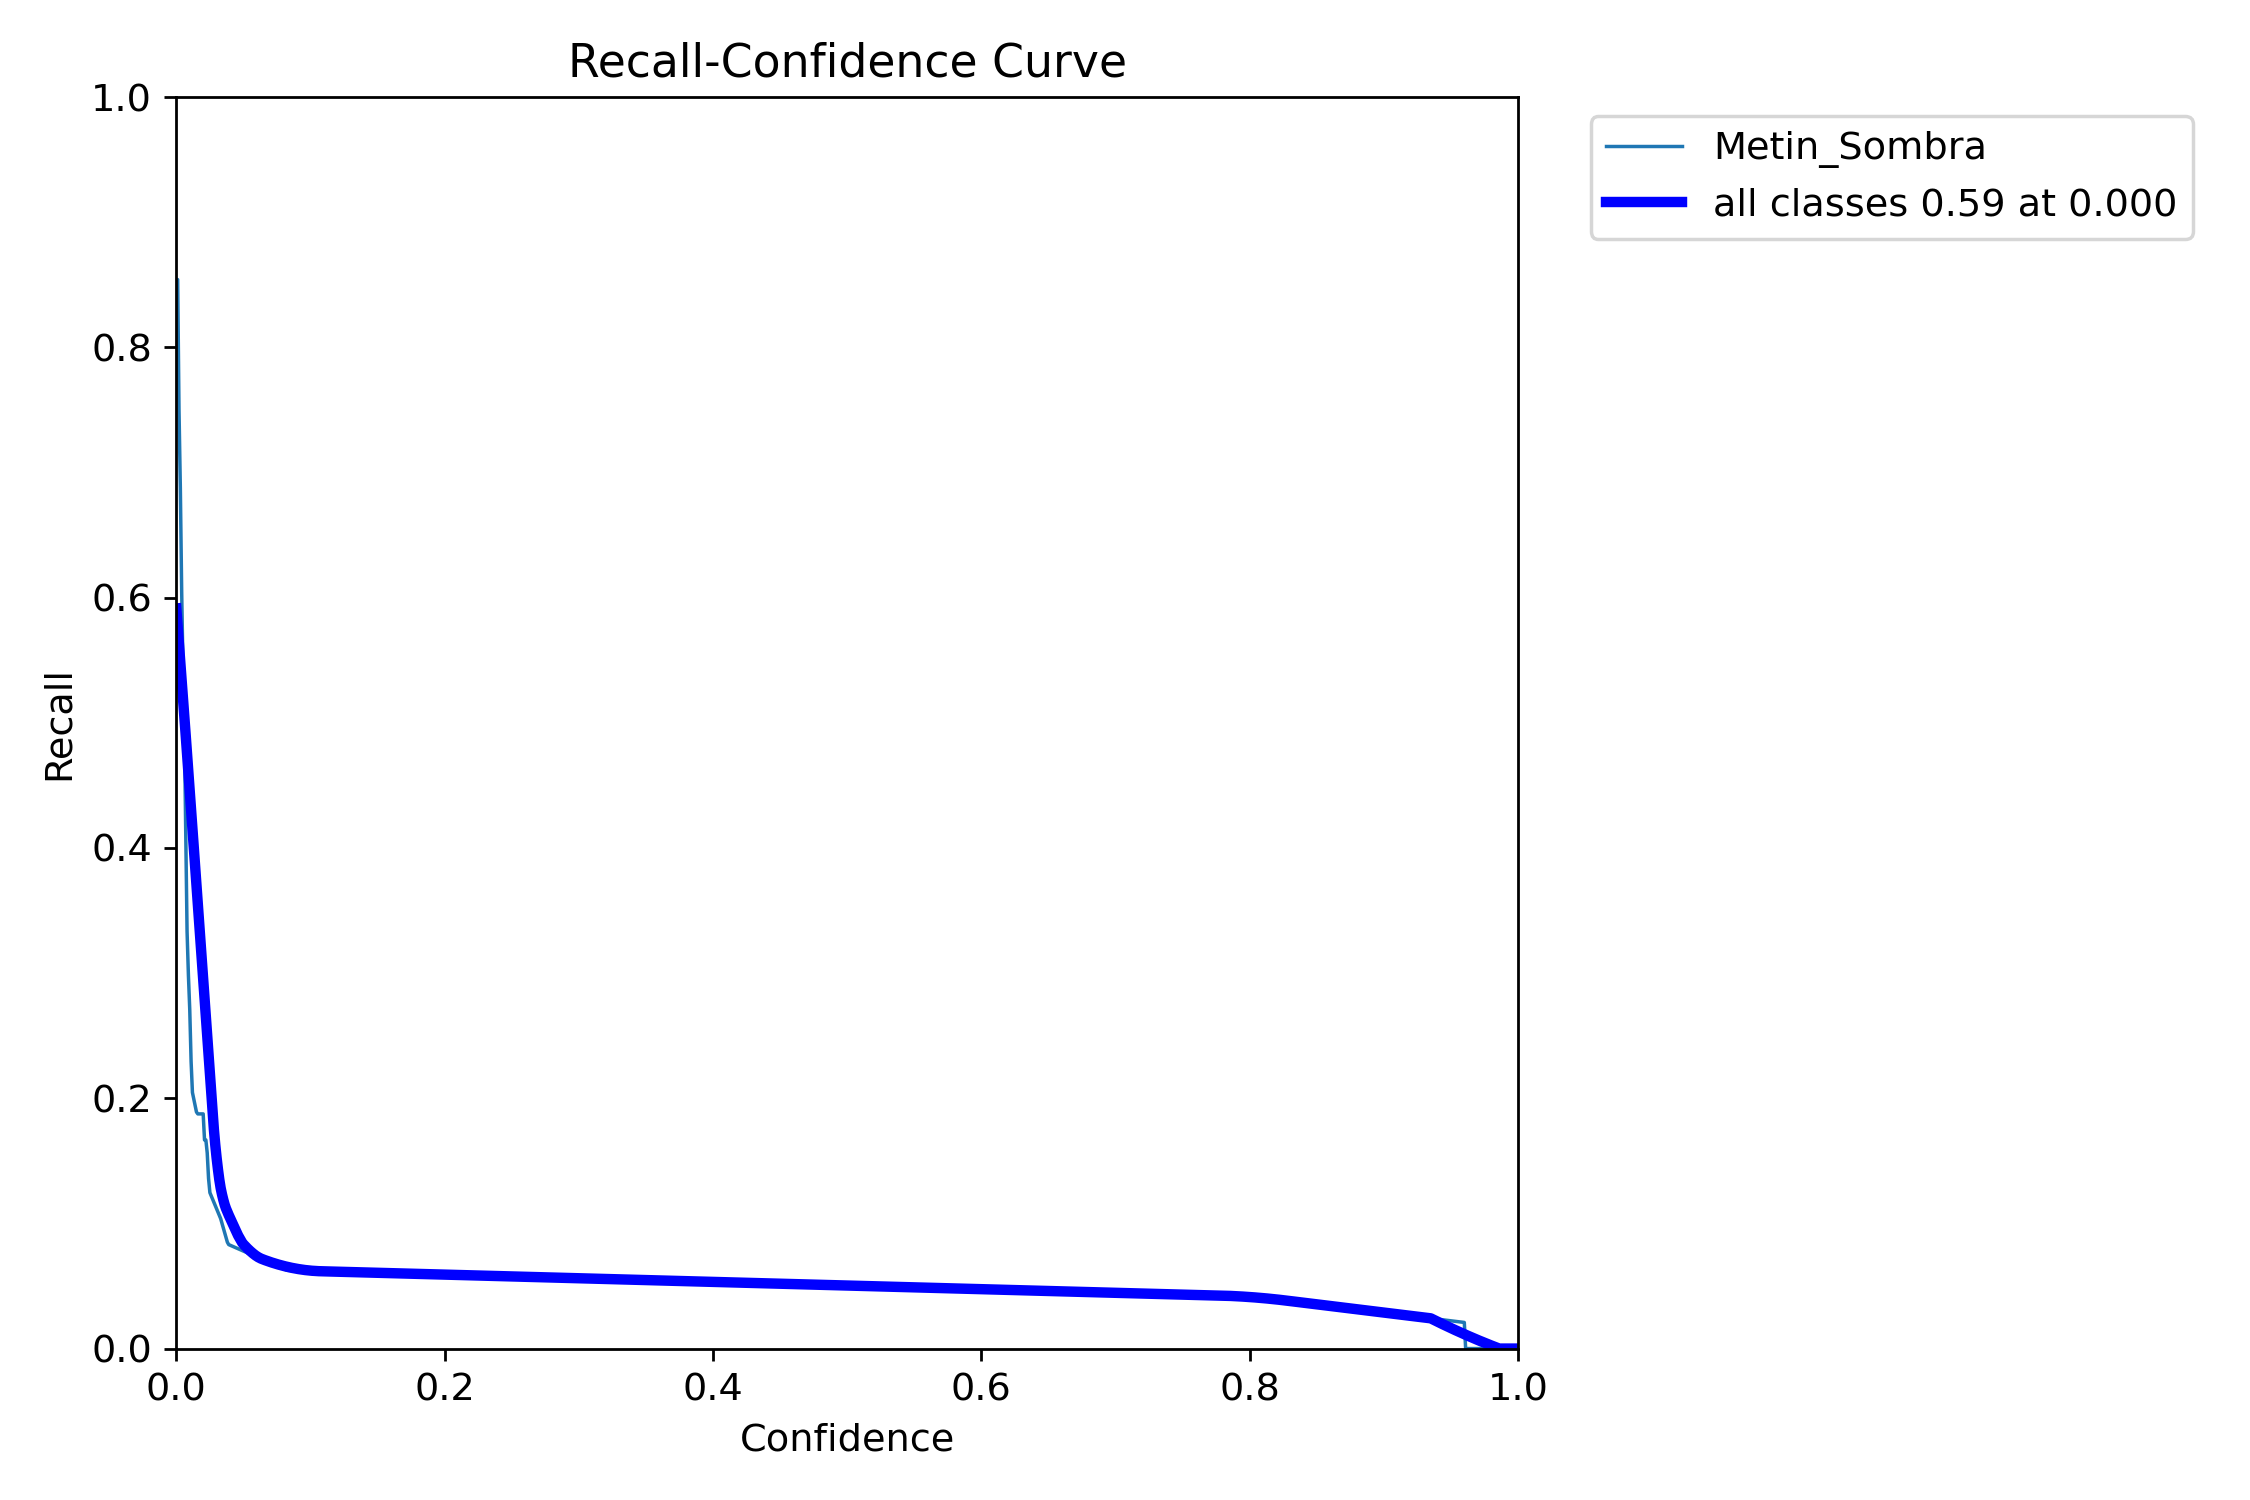 Recall-Confidence Curve
1.0
0.8
0.6
0.4
0.2
0.0
Recall
0.0 0.2 0.4 0.6 0.8 1.0
Confidence
Metin_Sombra
all classes 0.59 at 0.000